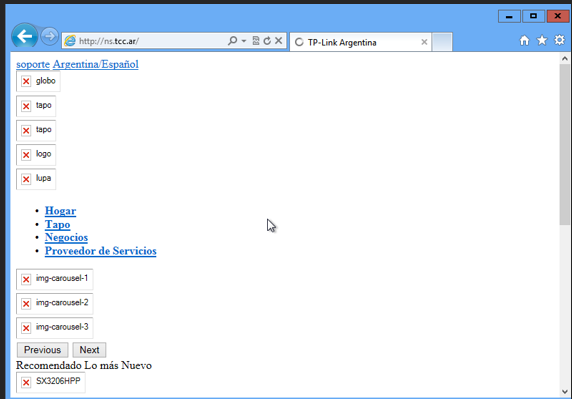 http://ns.tcc.ar/
TP-Link Argentina
soporte Argentina/Español
globo
tapo
tapo
logo
lupa
Hogar
Tapo
Negocios
Proveedor de Servicios
img-carousel-1
img-carousel-2
img-carousel-3
Previous Next
Recomendado Lo más Nuevo
SX3206HPP